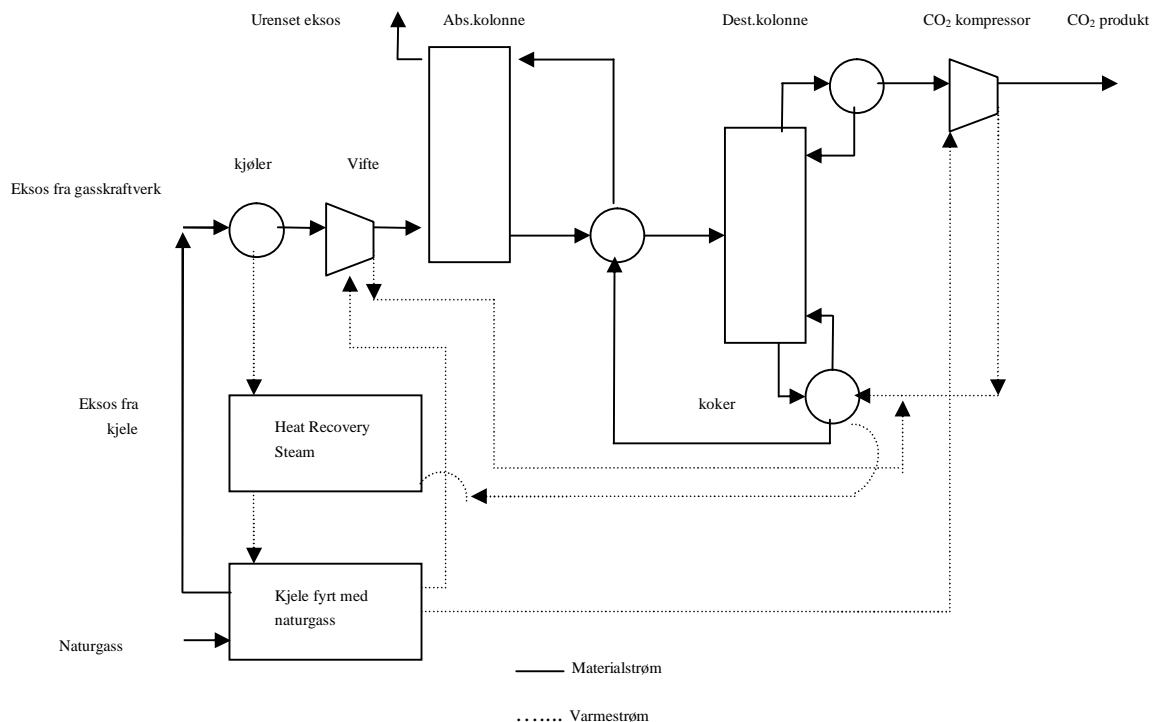 Urenset eksos
Abs.kolonne
Dest.kolonne
CO₂ kompressor
CO₂ produkt
kjøler
Vifte
Eksos fra gasskraftverk
Eksos fra
kjele
koker
Heat Recovery
Steam
Kjele fyrt med
naturgass
Naturgass
Materialstrøm
Varmestrøm